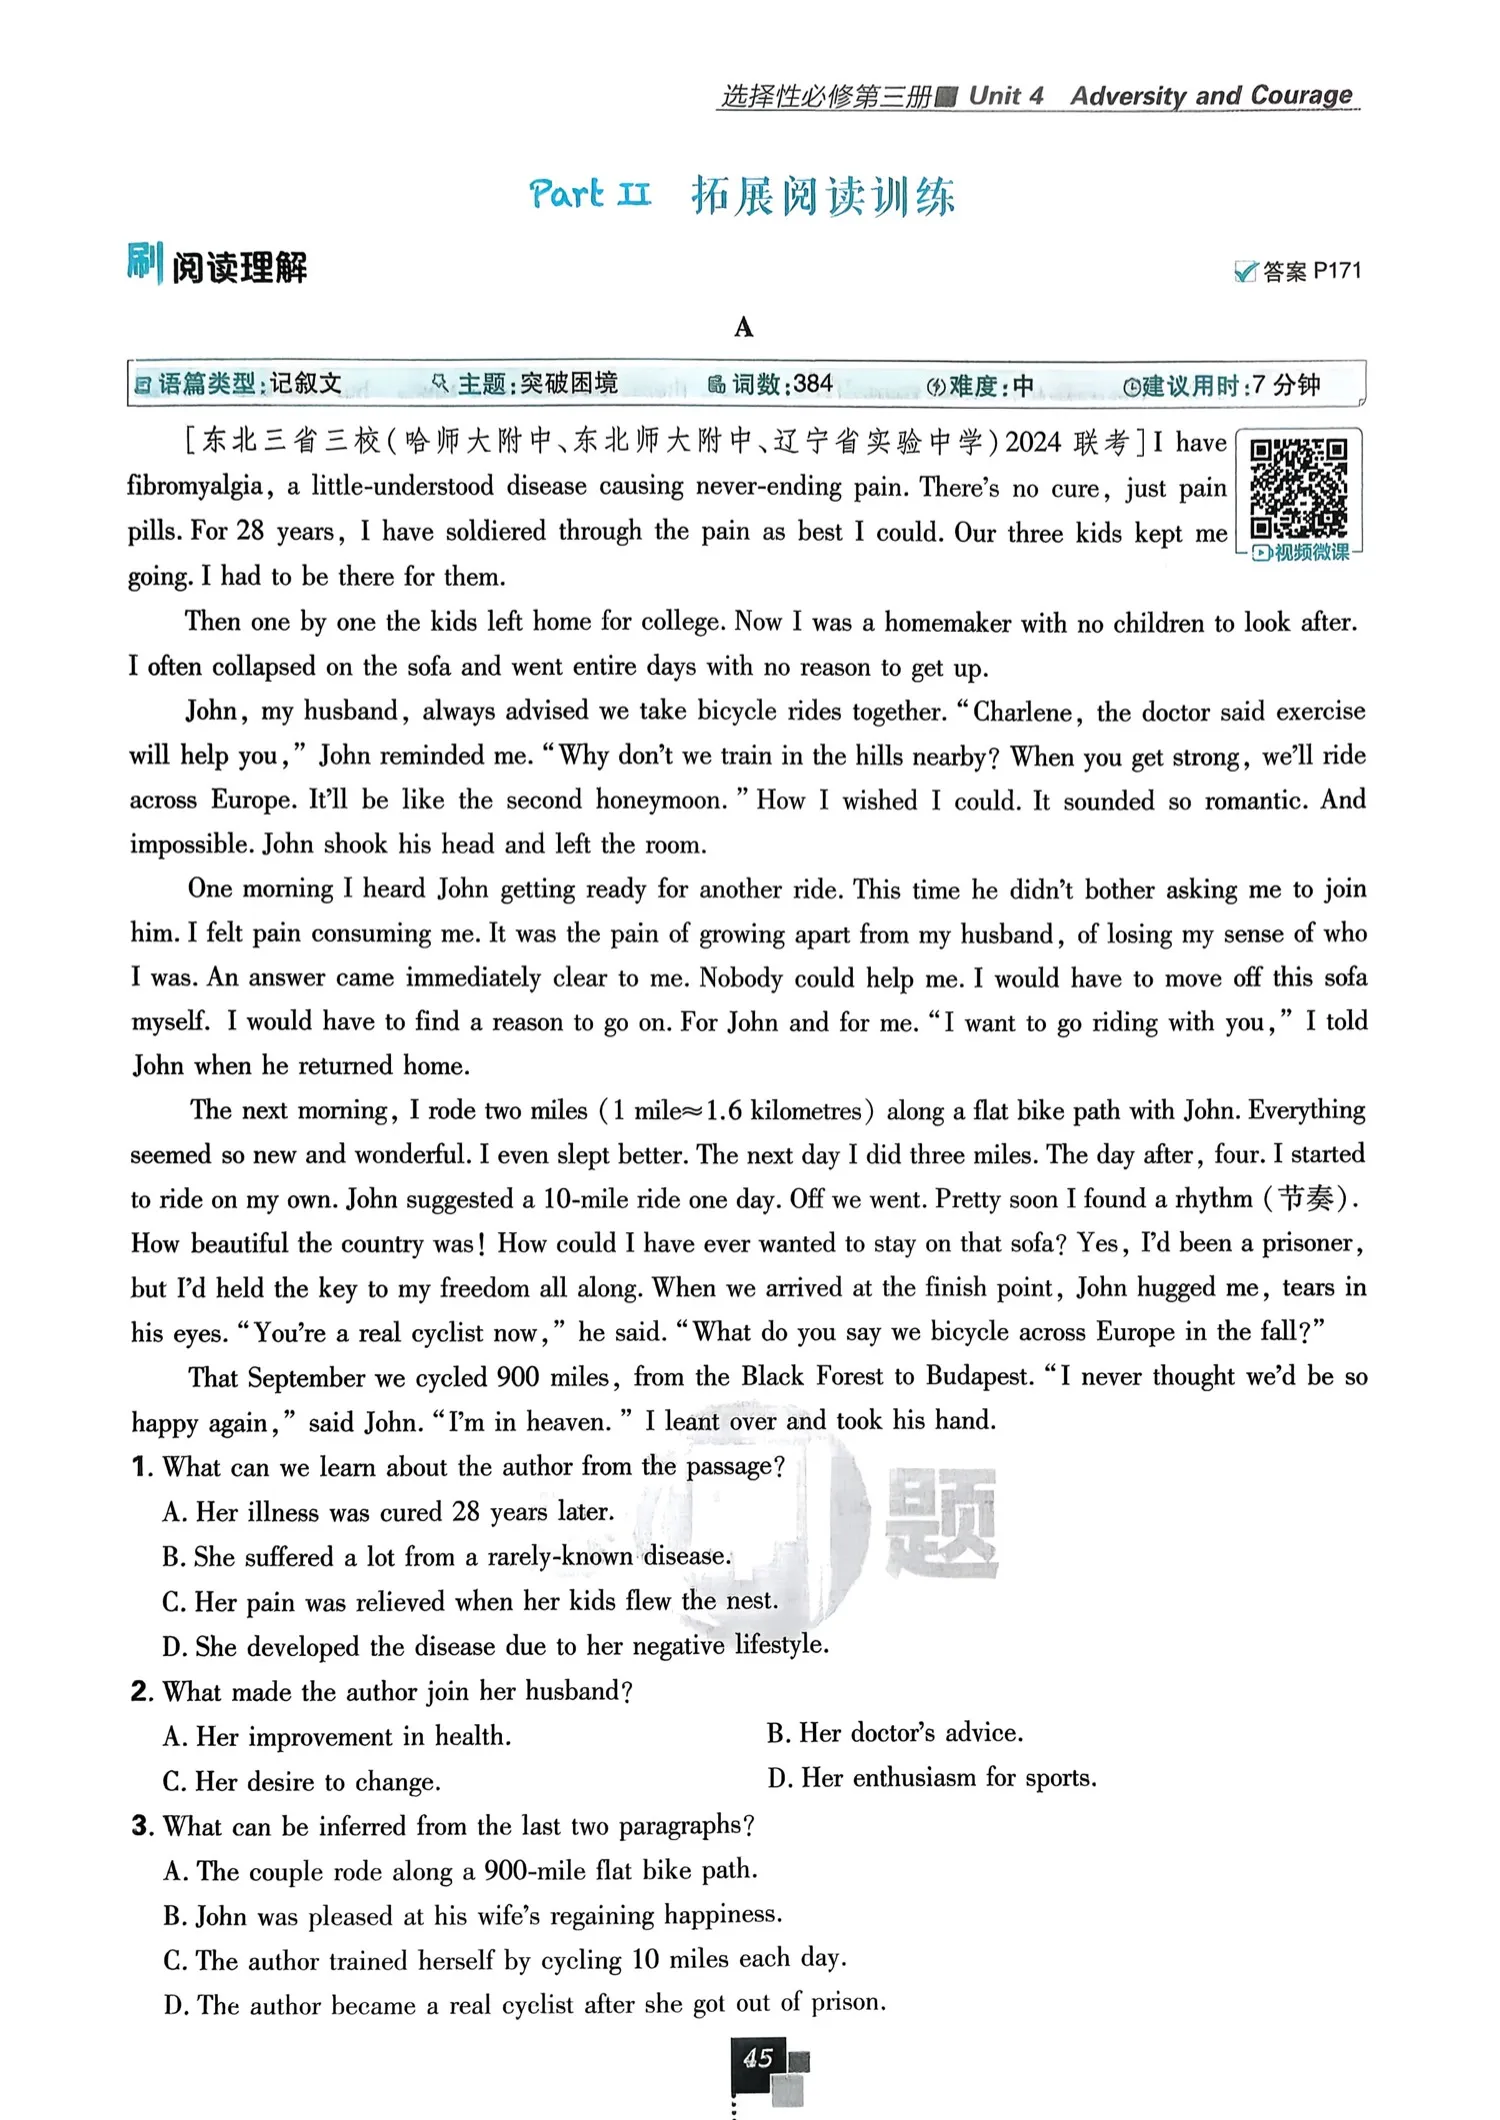 选择性必修第三册 Unit 4 Adversity and Courage
Part II 拓展阅读训练
刷 阅读理解
答案 P171
A
语篇类型:记叙文 主题:突破困境 词数:384 难度:中 建议用时:7 分钟
[东北三省三校(哈师大附中、东北师大附中、辽宁省实验中学)2024 联考]I have
fibromyalgia, a little-understood disease causing never-ending pain. There's no cure, just pain
pills. For 28 years, I have soldiered through the pain as best I could. Our three kids kept me
going. I had to be there for them.
视频微课
Then one by one the kids left home for college. Now I was a homemaker with no children to look after.
I often collapsed on the sofa and went entire days with no reason to get up.
John, my husband, always advised we take bicycle rides together. “Charlene, the doctor said exercise
will help you,” John reminded me. “Why don't we train in the hills nearby? When you get strong, we'll ride
across Europe. It'll be like the second honeymoon.” How I wished I could. It sounded so romantic. And
impossible. John shook his head and left the room.
One morning I heard John getting ready for another ride. This time he didn't bother asking me to join
him. I felt pain consuming me. It was the pain of growing apart from my husband, of losing my sense of who
I was. An answer came immediately clear to me. Nobody could help me. I would have to move off this sofa
myself. I would have to find a reason to go on. For John and for me. “I want to go riding with you,” I told
John when he returned home.
The next morning, I rode two miles (1 mile≈1.6 kilometres) along a flat bike path with John. Everything
seemed so new and wonderful. I even slept better. The next day I did three miles. The day after, four. I started
to ride on my own. John suggested a 10-mile ride one day. Off we went. Pretty soon I found a rhythm (节奏).
How beautiful the country was! How could I have ever wanted to stay on that sofa? Yes, I'd been a prisoner,
but I'd held the key to my freedom all along. When we arrived at the finish point, John hugged me, tears in
his eyes. “You're a real cyclist now,” he said. “What do you say we bicycle across Europe in the fall?”
That September we cycled 900 miles, from the Black Forest to Budapest. “I never thought we'd be so
happy again,” said John. “I'm in heaven.” I leant over and took his hand.
1. What can we learn about the author from the passage?
A. Her illness was cured 28 years later.
B. She suffered a lot from a rarely-known disease.
C. Her pain was relieved when her kids flew the nest.
D. She developed the disease due to her negative lifestyle.
题
2. What made the author join her husband?
A. Her improvement in health. B. Her doctor's advice.
C. Her desire to change. D. Her enthusiasm for sports.
3. What can be inferred from the last two paragraphs?
A. The couple rode along a 900-mile flat bike path.
B. John was pleased at his wife's regaining happiness.
C. The author trained herself by cycling 10 miles each day.
D. The author became a real cyclist after she got out of prison.
45